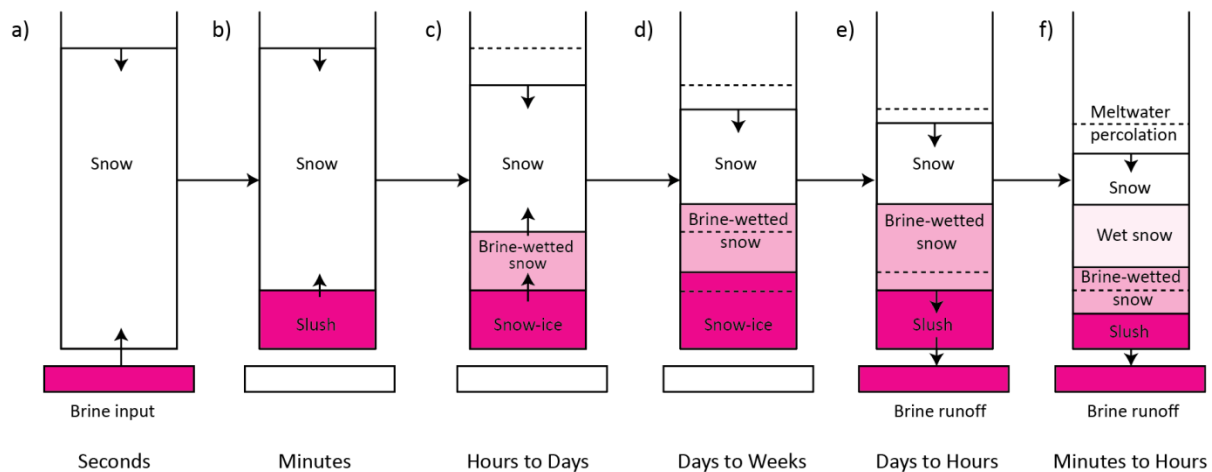 a)
b)
c)
d)
e)
f)
Snow
Brine input
Seconds
Snow
Slush
Minutes
Snow
Brine-wetted
snow
Snow-ice
Hours to Days
Snow
Brine-wetted
snow
Snow-ice
Days to Weeks
Snow
Brine-wetted
snow
Slush
Brine runoff
Days to Hours
Meltwater
percolation
Snow
Wet snow
Brine-wetted
snow
Slush
Brine runoff
Minutes to Hours